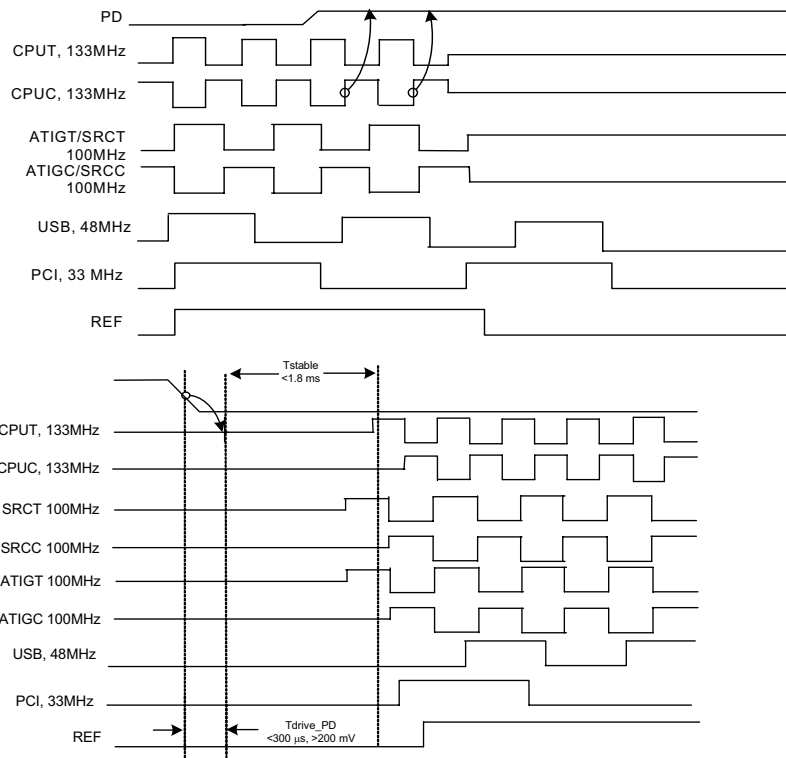 PD
CPUT, 133MHz
CPUC, 133MHz
ATIGT/SRCT
100MHz
ATIGC/SRCC
100MHz
USB, 48MHz
PCI, 33 MHz
REF
Tstable
<1.8 ms
CPUT, 133MHz
CPUC, 133MHz
SRCT 100MHz
SRCC 100MHz
ATIGT 100MHz
ATIGC 100MHz
USB, 48MHz
PCI, 33MHz
REF
Tdrive_PD
<300 μs, >200 mV